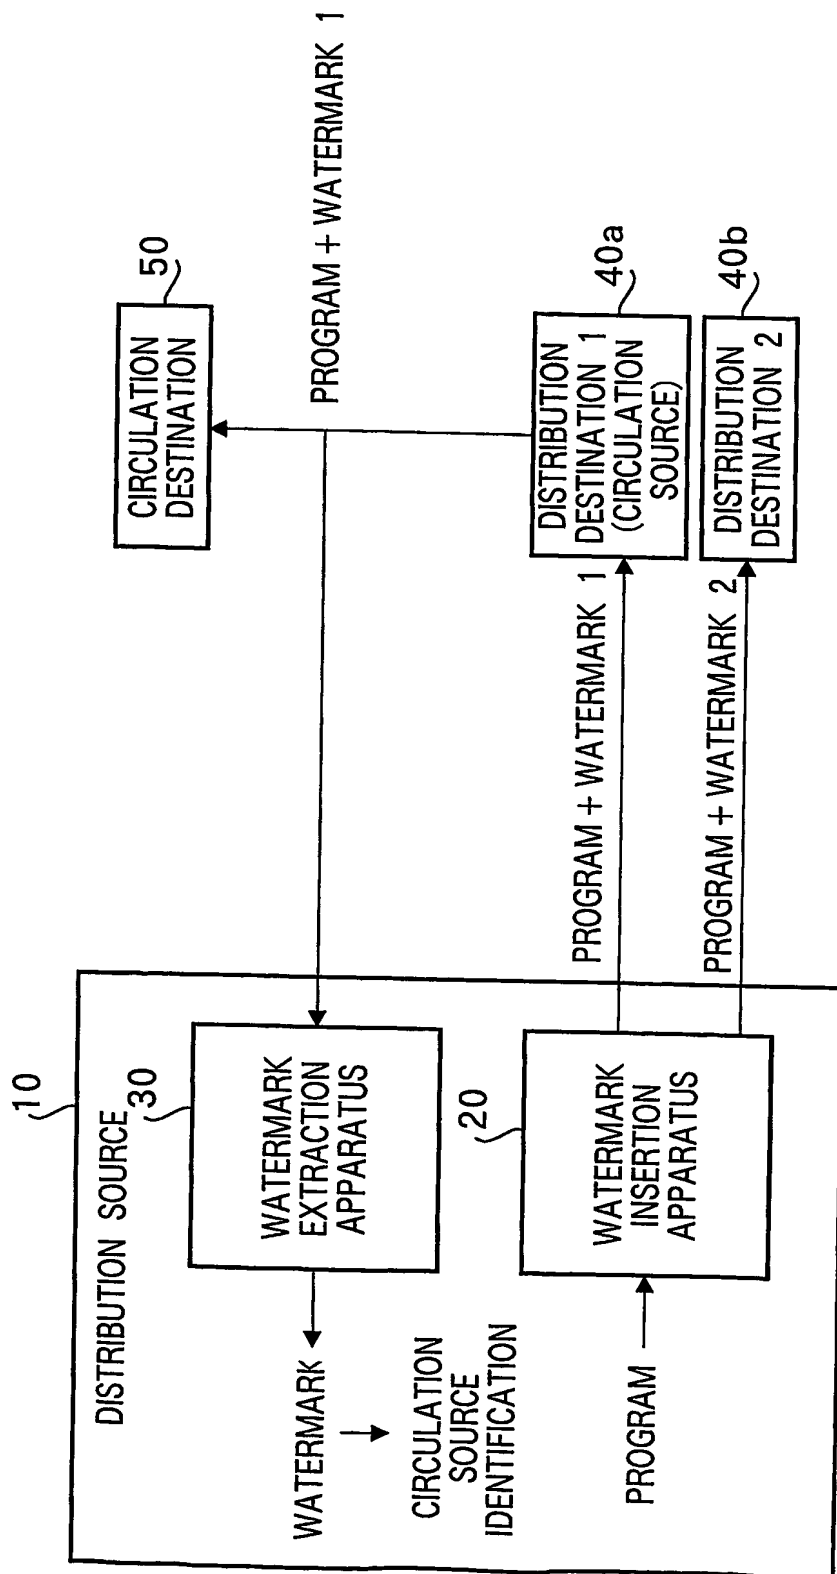 10
DISTRIBUTION SOURCE
30
WATERMARK
EXTRACTION
APPARATUS
WATERMARK
CIRCULATION
SOURCE
IDENTIFICATION
20
WATERMARK
INSERTION
APPARATUS
PROGRAM
50
CIRCULATION
DESTINATION
PROGRAM + WATERMARK 1
PROGRAM + WATERMARK 1
40a
DISTRIBUTION
DESTINATION 1
(CIRCULATION
SOURCE)
PROGRAM + WATERMARK 2
40b
DISTRIBUTION
DESTINATION 2